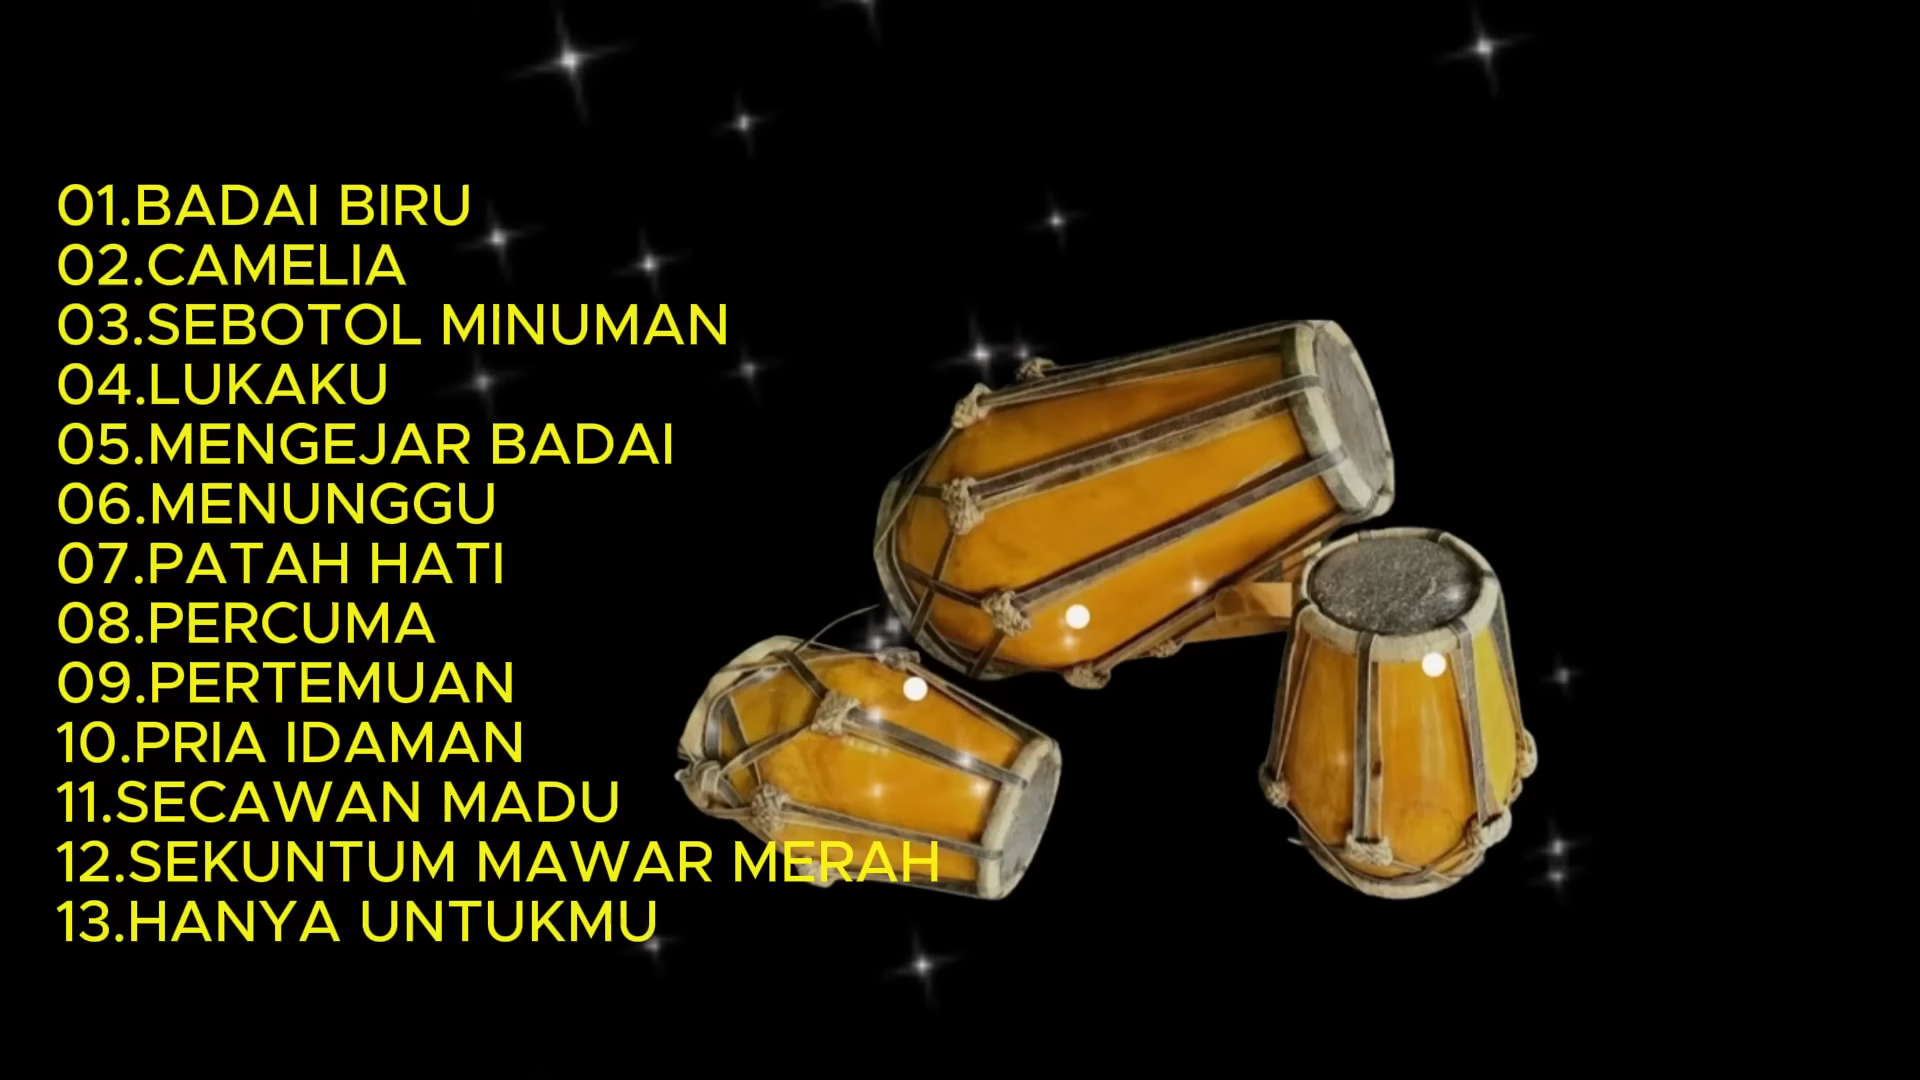 01.BADAI BIRU
02.CAMELIA
03.SEBOTOL MINUMAN
04.LUKAKU
05.MENGEJAR BADAI
06.MENUNGGU
07.PATAH HATI
08.PERCUMA
09.PERTEMUAN
10.PRIA IDAMAN
11.SECAWAN MADU
12.SEKUNTUM MAWAR MERAH
13.HANYA UNTUKMU